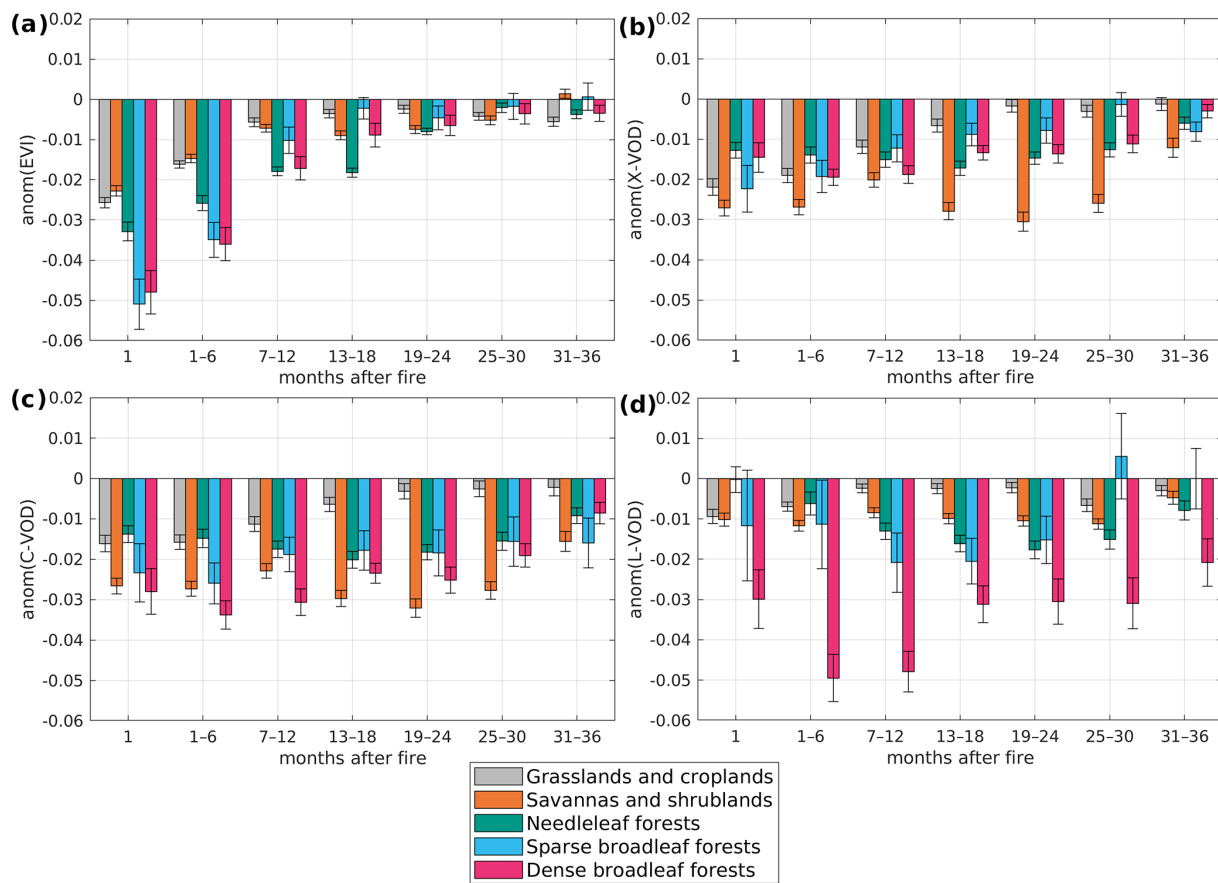 (a)
0.02
0.01
0
-0.01
-0.02
-0.03
-0.04
-0.05
-0.06
anom(EVI)
1 1–6 7–12 13–18 19–24 25–30 31–36
months after fire
(b)
0.02
0.01
0
-0.01
-0.02
-0.03
-0.04
-0.05
-0.06
anom(X-VOD)
1 1–6 7–12 13–18 19–24 25–30 31–36
months after fire
(c)
0.02
0.01
0
-0.01
-0.02
-0.03
-0.04
-0.05
-0.06
anom(C-VOD)
1 1–6 7–12 13–18 19–24 25–30 31–36
months after fire
(d)
0.02
0.01
0
-0.01
-0.02
-0.03
-0.04
-0.05
-0.06
anom(L-VOD)
1 1–6 7–12 13–18 19–24 25–30 31–36
months after fire
Grasslands and croplands
Savannas and shrublands
Needleleaf forests
Sparse broadleaf forests
Dense broadleaf forests